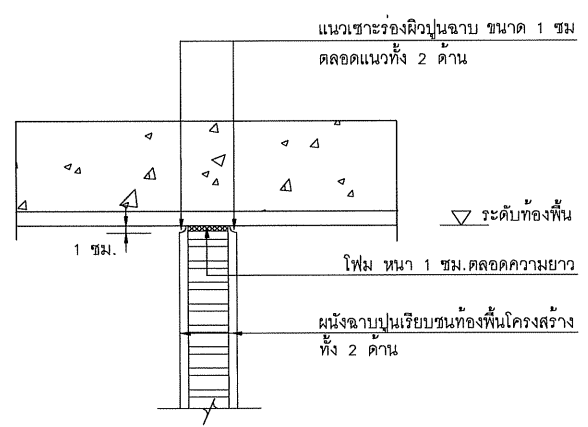 แนวเซาะร่องผิวปูนฉาบ ขนาด 1 ซม
ตลอดแนวทั้ง 2 ด้าน
ระดับท้องพื้น
1 ซม.
โฟม หนา 1 ซม.ตลอดความยาว
ผนังฉาบปูนเรียบชนท้องพื้นโครงสร้าง
ทั้ง 2 ด้าน